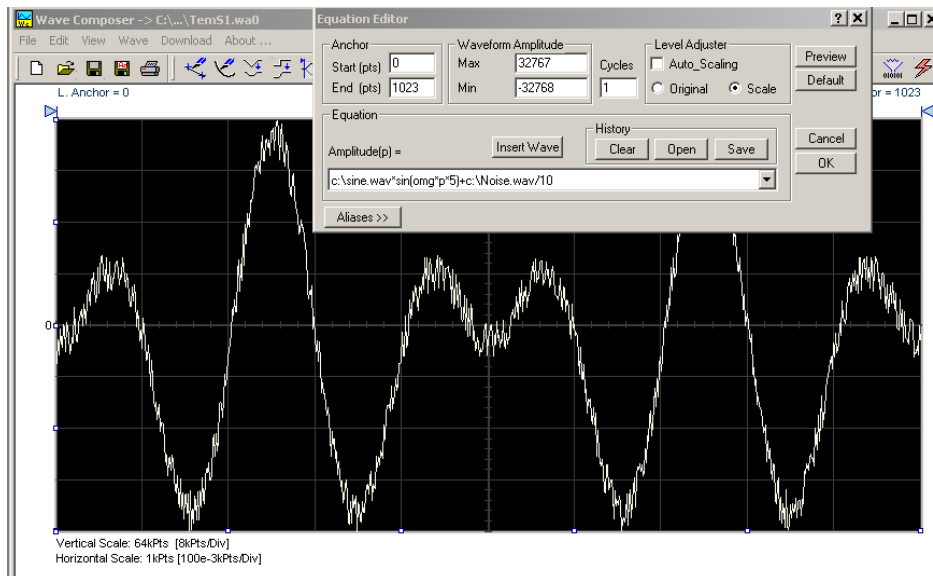 Wave Composer -> C:\...\TemS1.wa0
File Edit View Wave Download About ...
L. Anchor = 0
or = 1023
Equation Editor
Anchor
Start (pts) 0
End (pts) 1023
Waveform Amplitude
Max 32767
Min -32768
Cycles
1
Level Adjuster
Auto_Scaling
Original Scale
Preview
Default
Cancel
OK
Equation
Amplitude(p) =
Insert Wave
History
Clear Open Save
c:\sine.wav*sin(omg*p*5)+c:\Noise.wav/10
Aliases >>
0
Vertical Scale: 64kPts [8kPts/Div]
Horizontal Scale: 1kPts [100e-3kPts/Div]